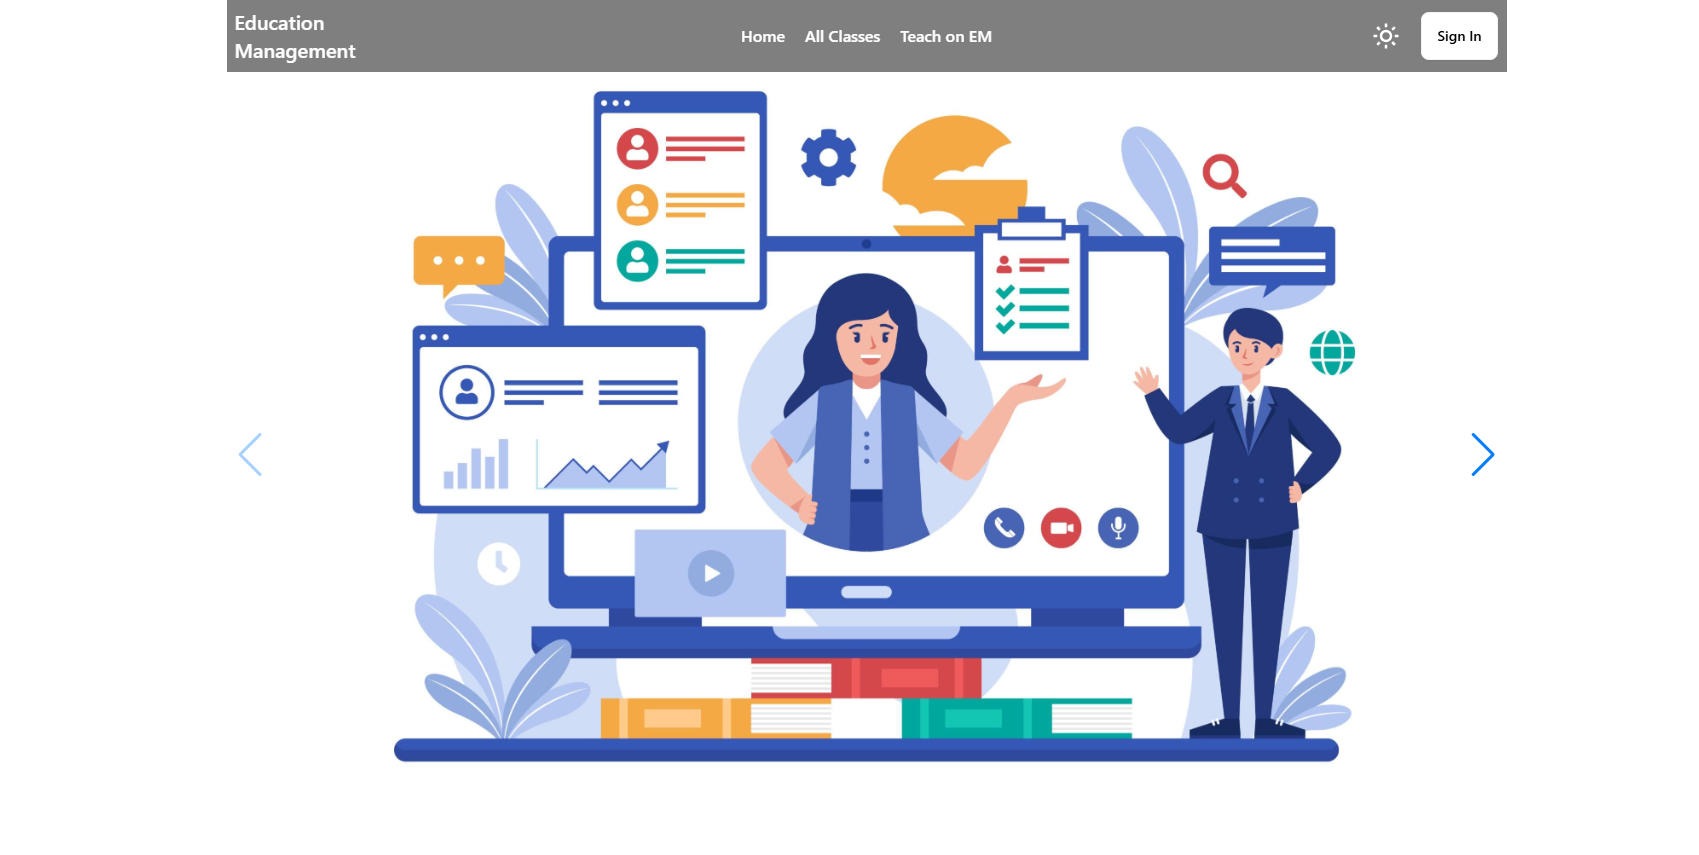 Education
Management
Home
All Classes
Teach on EM
Sign In